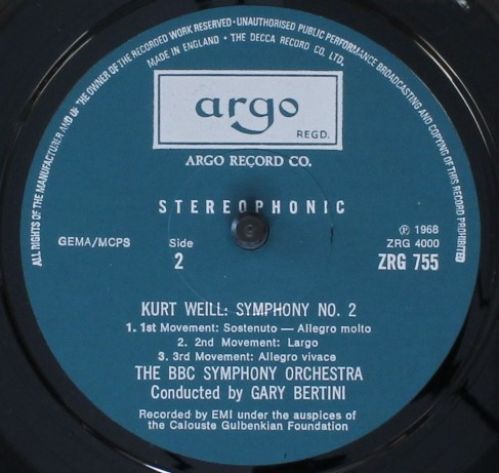 ALL RIGHTS OF THE MANUFACTURER AND OF THE OWNER OF THE RECORDED WORK RESERVED · UNAUTHORISED PUBLIC PERFORMANCE BROADCASTING AND COPYING OF THIS RECORD PROHIBITED
MADE IN ENGLAND · THE DECCA RECORD CO. LTD.
argo
REGD.
ARGO RECORD CO.
STEREOPHONIC
GEMA/MCPS
Side
2
℗ 1968
ZRG 4000
ZRG 755
KURT WEILL: SYMPHONY NO. 2
1. 1st Movement: Sostenuto — Allegro molto
2. 2nd Movement: Largo
3. 3rd Movement: Allegro vivace
THE BBC SYMPHONY ORCHESTRA
Conducted by GARY BERTINI
Recorded by EMI under the auspices of
the Calouste Gulbenkian Foundation